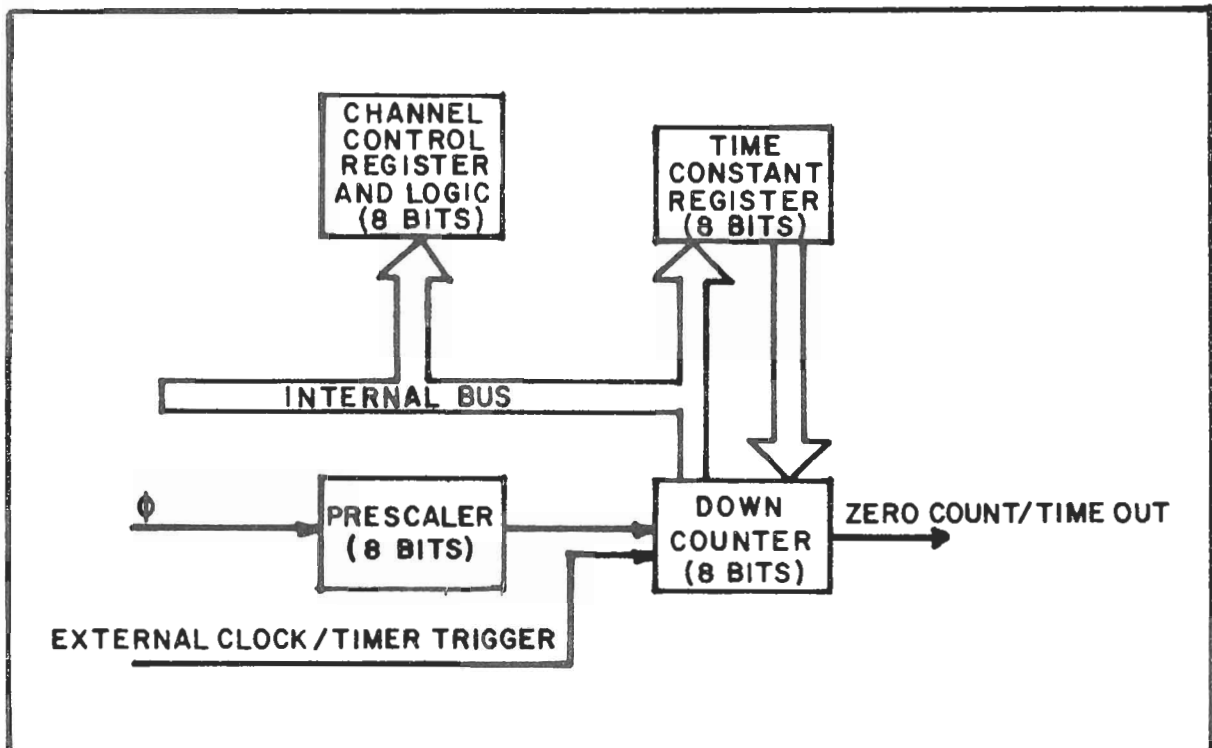 CHANNEL
CONTROL
REGISTER
AND LOGIC
(8 BITS)
TIME
CONSTANT
REGISTER
(8 BITS)
INTERNAL BUS
ϕ
PRESCALER
(8 BITS)
DOWN
COUNTER
(8 BITS)
ZERO COUNT/TIME OUT
EXTERNAL CLOCK/TIMER TRIGGER